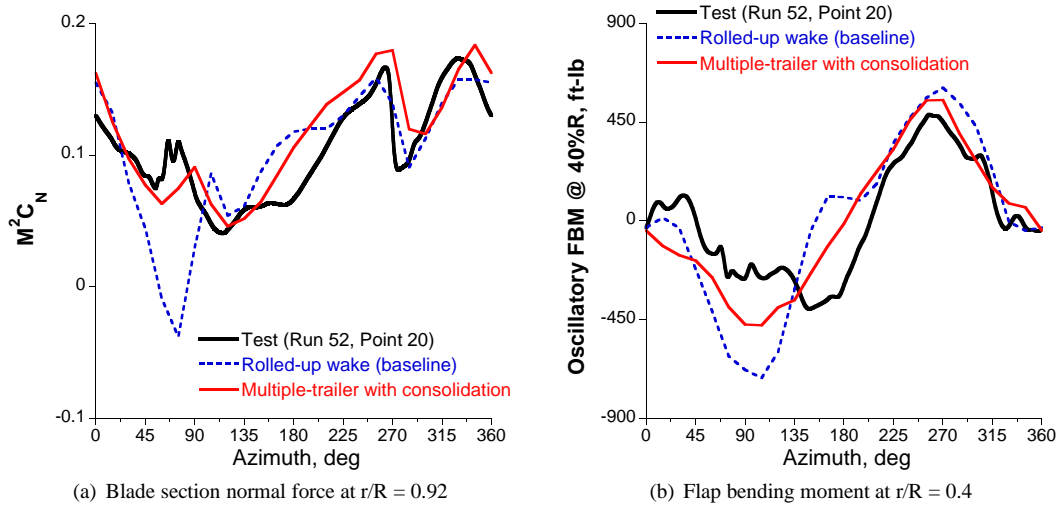 0.2
0.1
0
-0.1
M²C_N
Test (Run 52, Point 20)
Rolled-up wake (baseline)
Multiple-trailer with consolidation
0 45 90 135 180 225 270 315 360
Azimuth, deg
(a) Blade section normal force at r/R = 0.92
900
450
0
-450
-900
Oscillatory FBM @ 40%R, ft-lb
Test (Run 52, Point 20)
Rolled-up wake (baseline)
Multiple-trailer with consolidation
0 45 90 135 180 225 270 315 360
Azimuth, deg
(b) Flap bending moment at r/R = 0.4